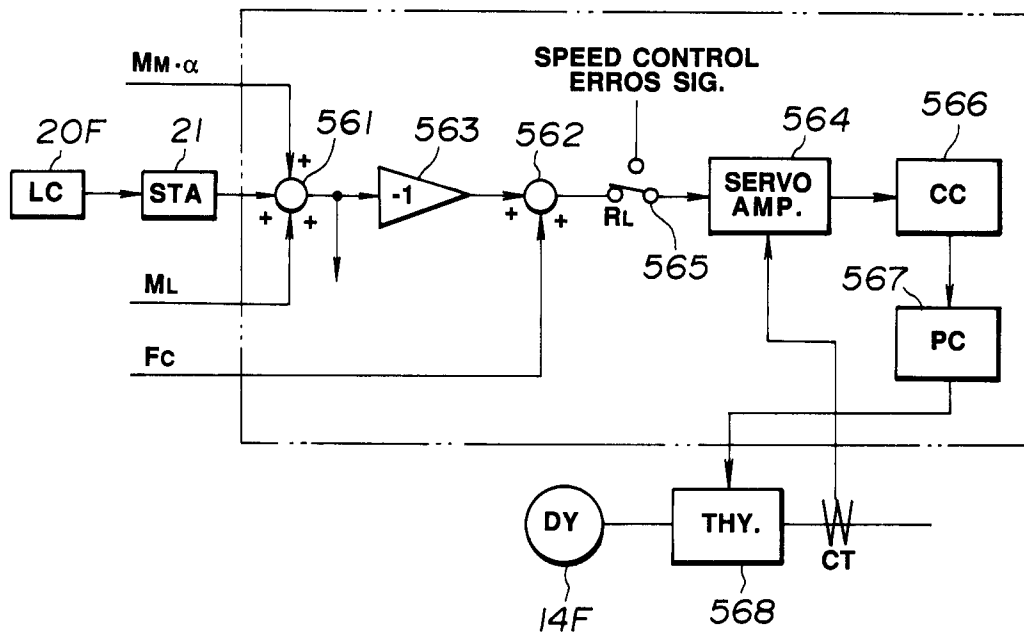 MM·α
SPEED CONTROL
ERROS SIG.
20F
21
561
563
562
564
566
LC
STA
+
+
+
-1
+
+
RL
565
SERVO
AMP.
CC
ML
567
PC
FC
DY
THY.
CT
14F
568